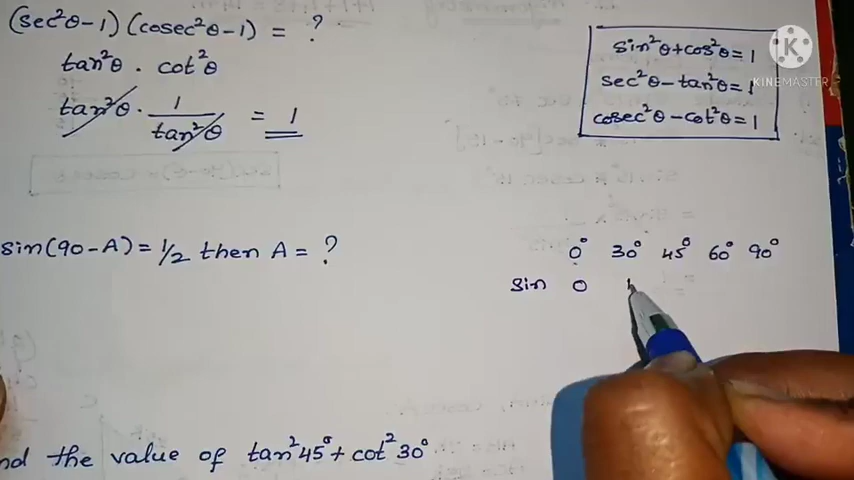 (sec²θ-1) (cosec²θ-1) = ?
tan²θ . cot²θ
tan²θ . 1/tan²θ = 1
sin²θ+cos²θ=1
sec²θ-tan²θ=1
cosec²θ-cot²θ=1
K
KINEMASTER
sin(90-A)=1/2 then A = ?
0° 30° 45° 60° 90°
sin 0 1
nd the value of tan²45°+cot²30°